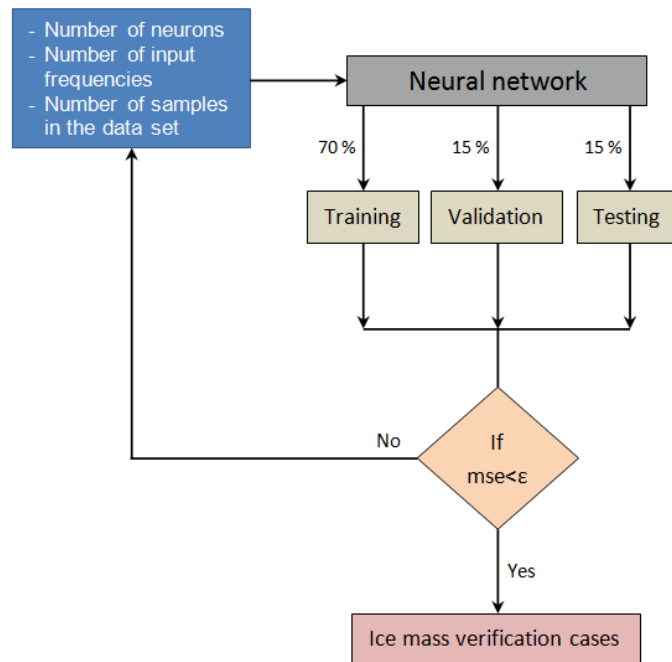 - Number of neurons
- Number of input
frequencies
- Number of samples
in the data set
Neural network
70 %
15 %
15 %
Training
Validation
Testing
If
mse<ε
No
Yes
Ice mass verification cases